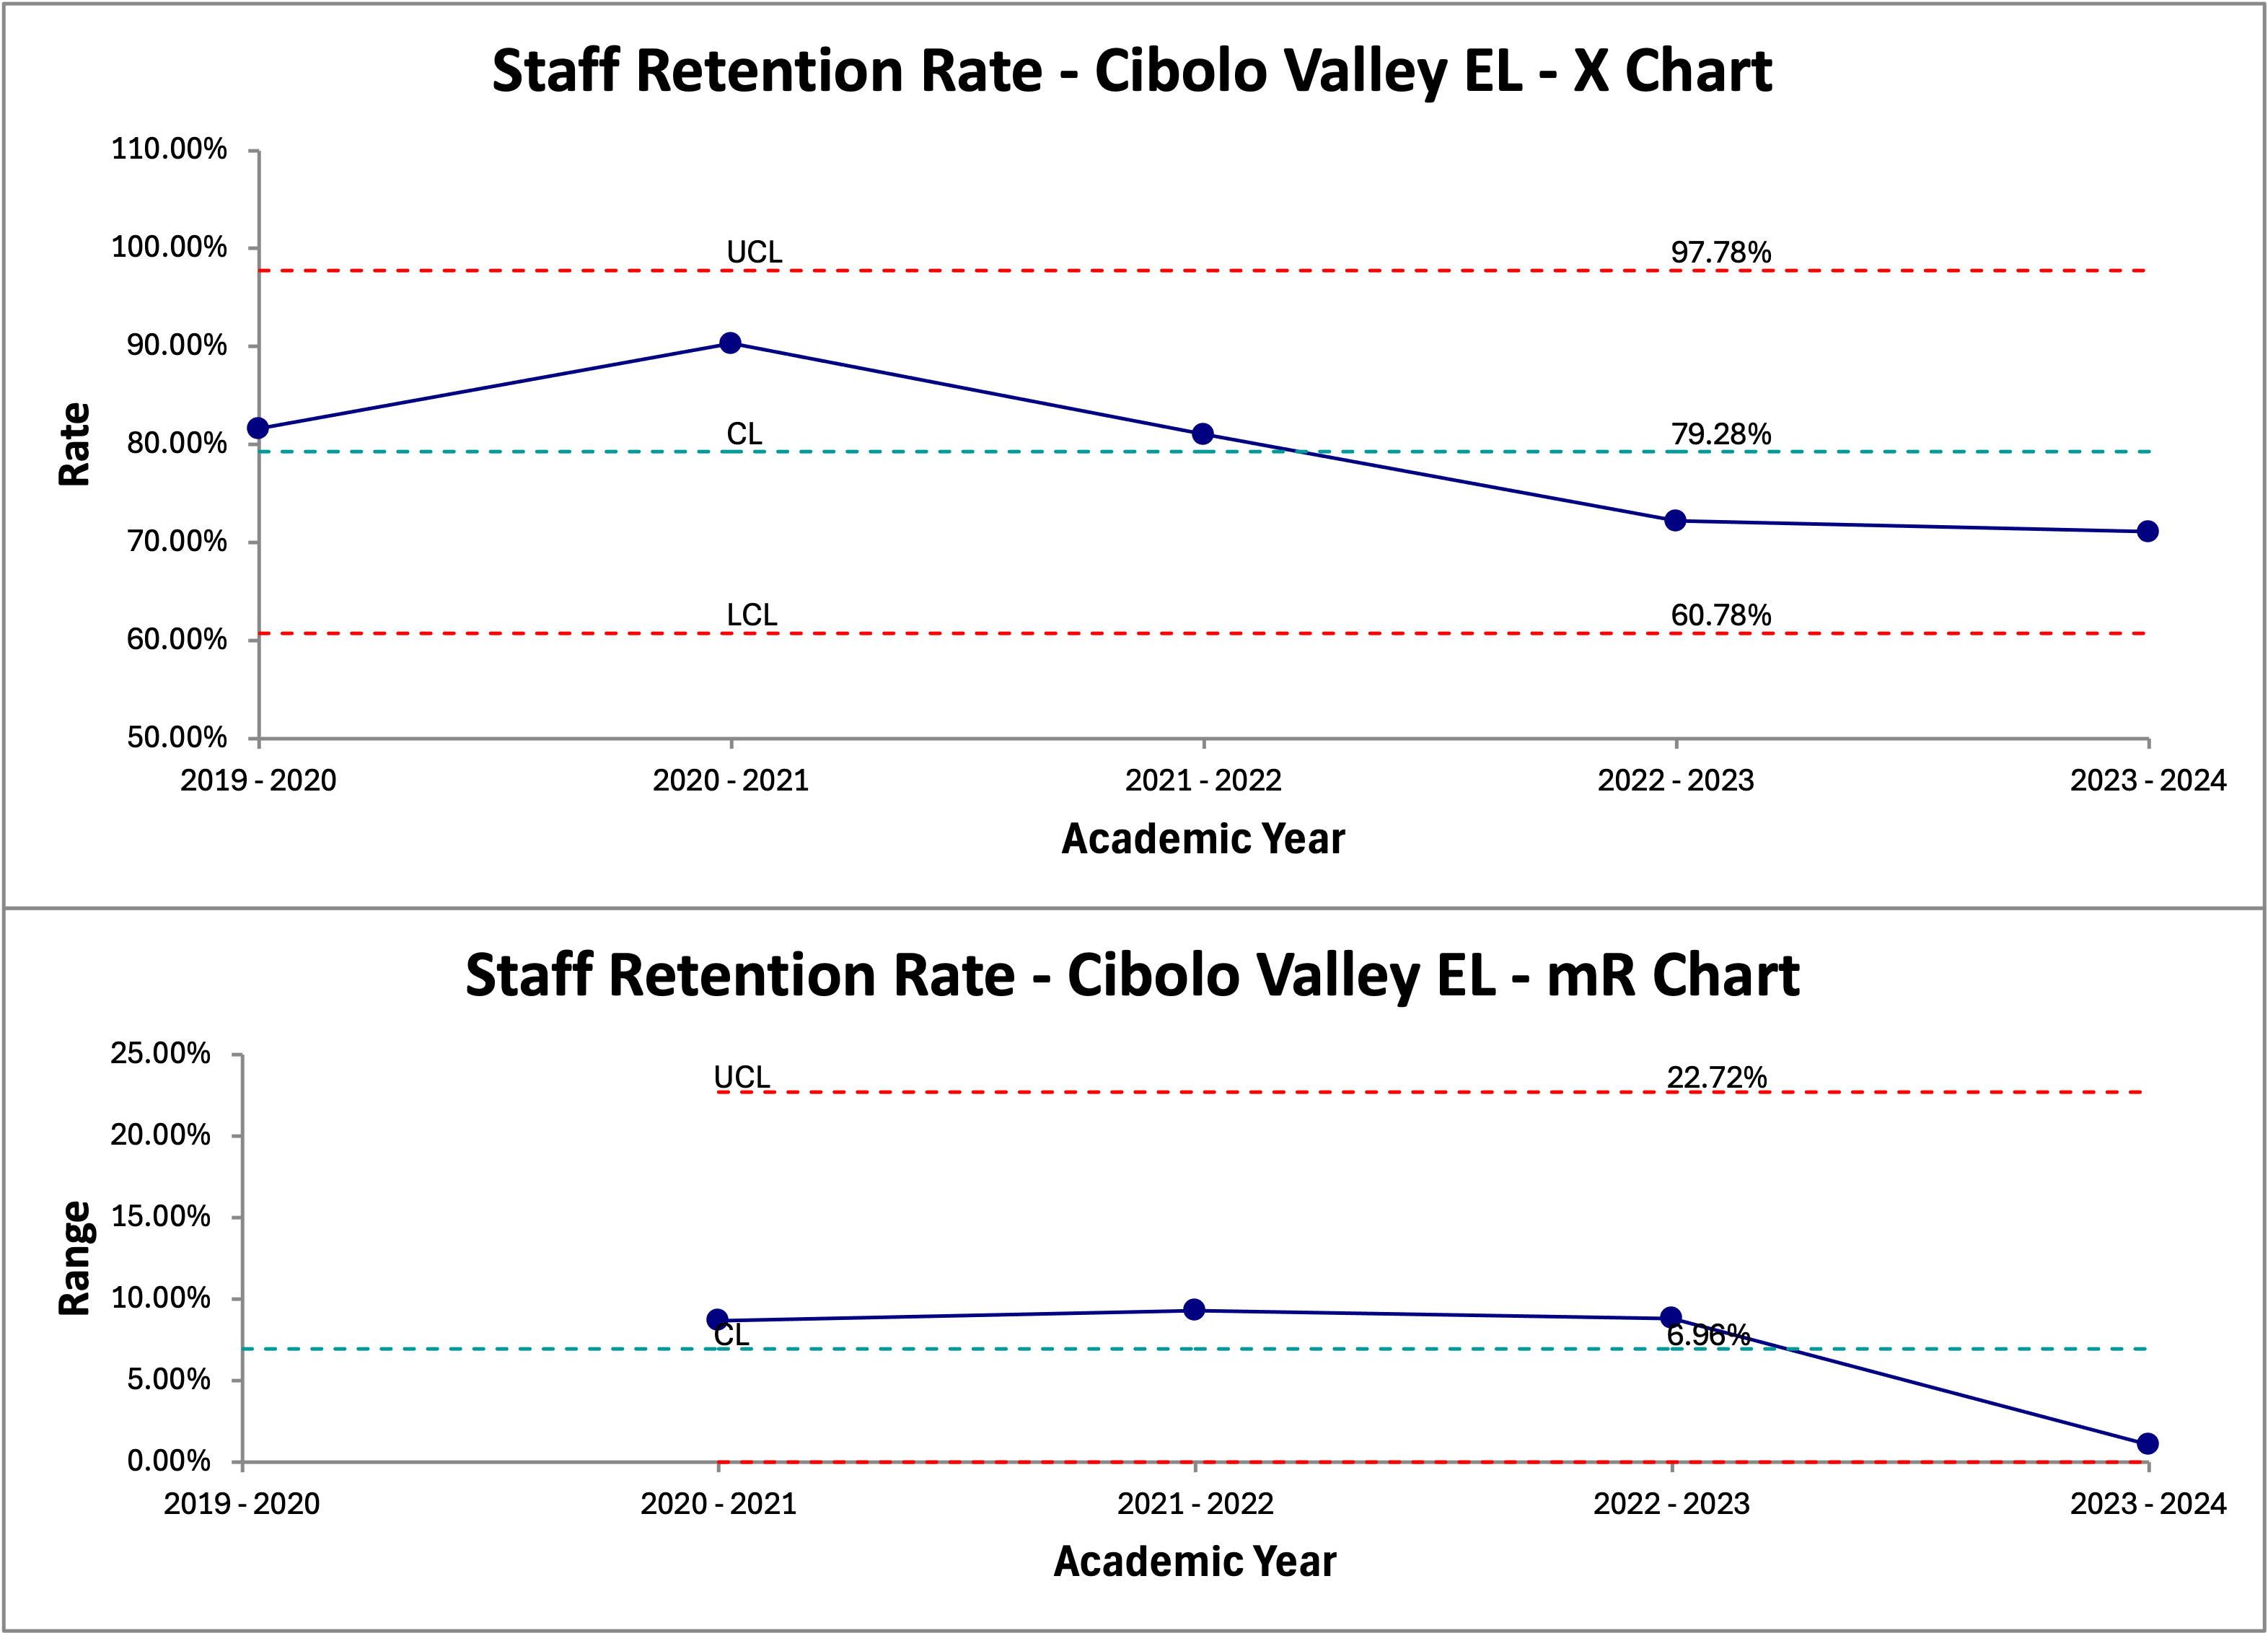 Staff Retention Rate - Cibolo Valley EL - X Chart
110.00%
100.00%
90.00%
80.00%
70.00%
60.00%
50.00%
Rate
UCL
97.78%
CL
79.28%
LCL
60.78%
2019 - 2020
2020 - 2021
2021 - 2022
2022 - 2023
2023 - 2024
Academic Year
Staff Retention Rate - Cibolo Valley EL - mR Chart
25.00%
20.00%
15.00%
10.00%
5.00%
0.00%
Range
UCL
22.72%
CL
6.96%
2019 - 2020
2020 - 2021
2021 - 2022
2022 - 2023
2023 - 2024
Academic Year